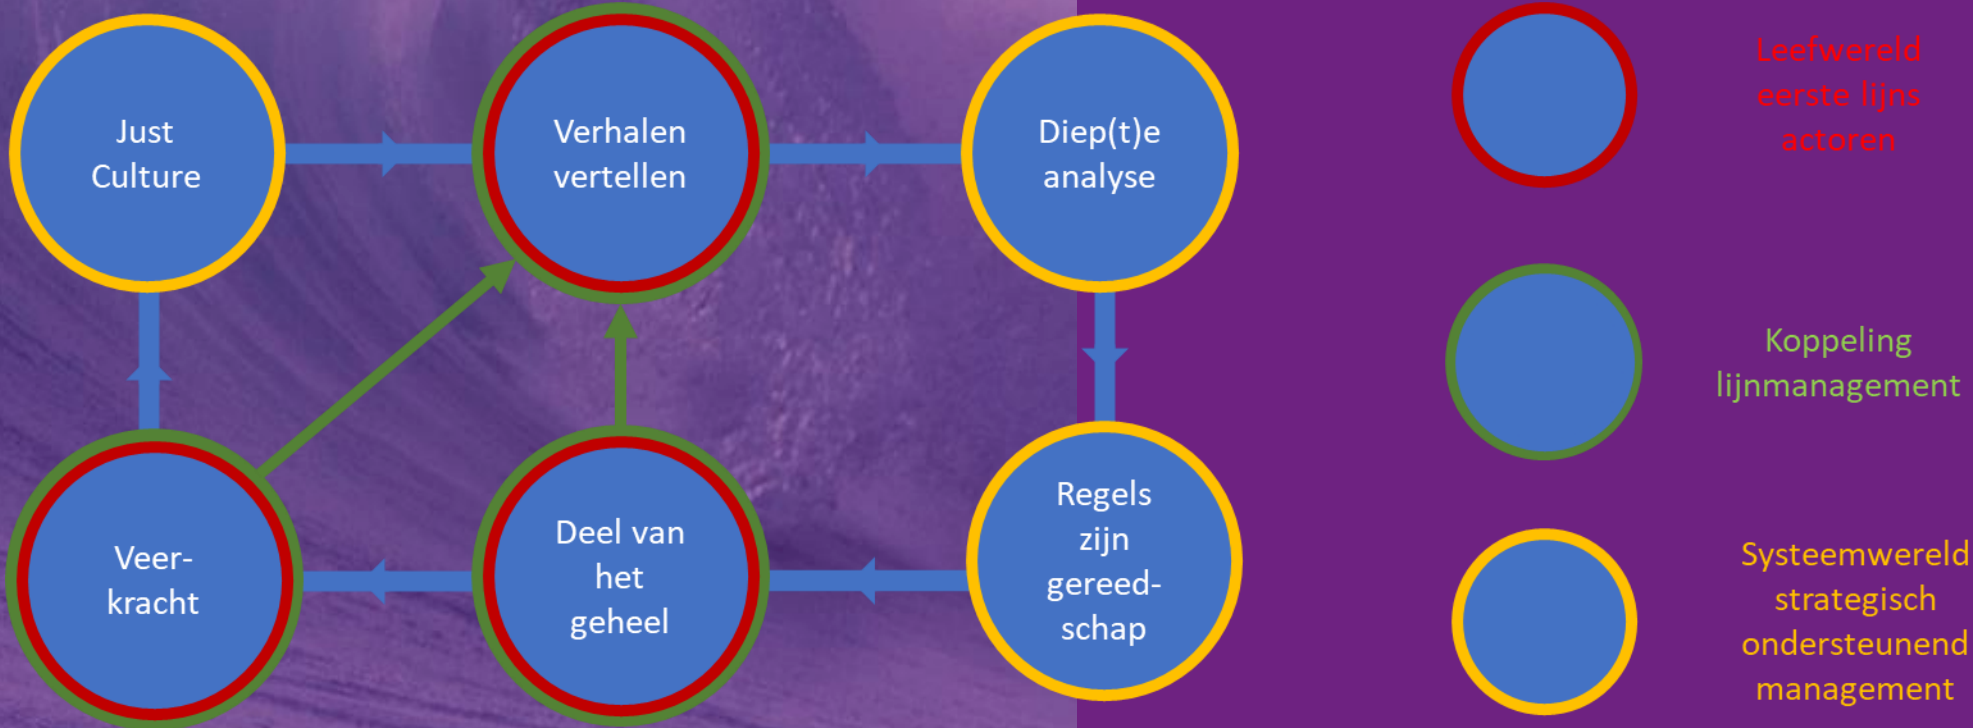 Just
Culture
Verhalen
vertellen
Diep(t)e
analyse
Leefwereld
eerste lijns
actoren
Koppeling
lijnmanagement
Veer-
kracht
Deel van
het
geheel
Regels
zijn
gereed-
schap
Systeemwereld
strategisch
ondersteunend
management